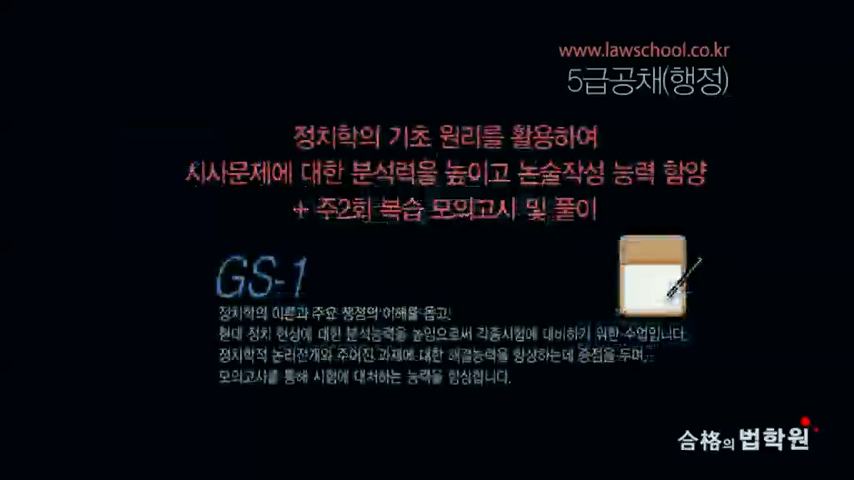 www.lawschool.co.kr
5급공채(행정)
정치학의 기초 원리를 활용하여
시사문제에 대한 분석력을 높이고 논술작성 능력 함양
+ 주2회 복습 모의고시 및 풀이
GS-1
정치학의 이론과 주요 쟁점의 이해를 돕고,
현대 정치 현상에 대한 분석능력을 높임으로써 각종시험에 대비하기 위한 수업입니다.
정치학적 논리전개와 주어진 과제에 대한 해결능력을 향상하는데 중점을 두며,
모의고사를 통해 시험에 대처하는 능력을 향상합니다.
合格의 법학원